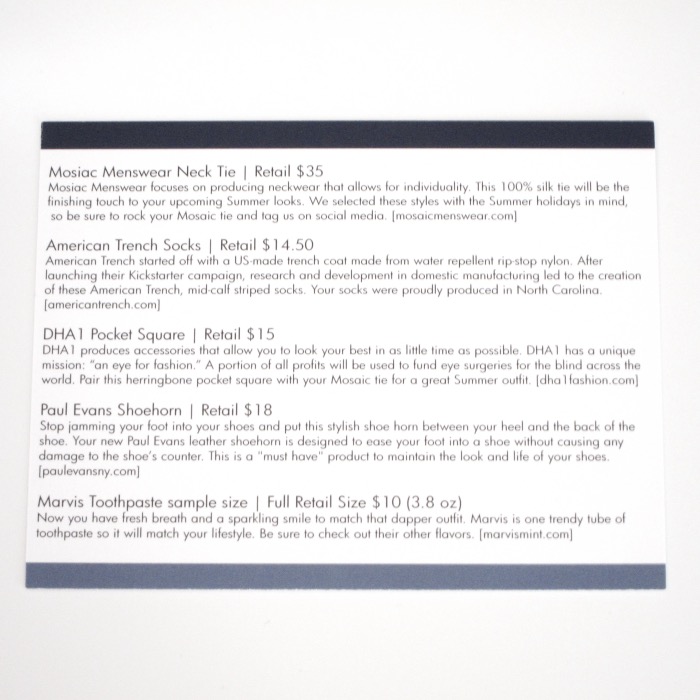 Mosiac Menswear Neck Tie | Retail $35
Mosiac Menswear focuses on producing neckwear that allows for individuality. This 100% silk tie will be the
finishing touch to your upcoming Summer looks. We selected these styles with the Summer holidays in mind,
so be sure to rock your Mosaic tie and tag us on social media. [mosaicmenswear.com]
American Trench Socks | Retail $14.50
American Trench started off with a US-made trench coat made from water repellent rip-stop nylon. After
launching their Kickstarter campaign, research and development in domestic manufacturing led to the creation
of these American Trench, mid-calf striped socks. Your socks were proudly produced in North Carolina.
[americantrench.com]
DHA1 Pocket Square | Retail $15
DHA1 produces accessories that allow you to look your best in as little time as possible. DHA1 has a unique
mission: "an eye for fashion." A portion of all profits will be used to fund eye surgeries for the blind across the
world. Pair this herringbone pocket square with your Mosaic tie for a great Summer outfit. [dha1fashion.com]
Paul Evans Shoehorn | Retail $18
Stop jamming your foot into your shoes and put this stylish shoe horn between your heel and the back of the
shoe. Your new Paul Evans leather shoehorn is designed to ease your foot into a shoe without causing any
damage to the shoe's counter. This is a "must have" product to maintain the look and life of your shoes.
[paulevansny.com]
Marvis Toothpaste sample size | Full Retail Size $10 (3.8 oz)
Now you have fresh breath and a sparkling smile to match that dapper outfit. Marvis is one trendy tube of
toothpaste so it will match your lifestyle. Be sure to check out their other flavors. [marvismint.com]